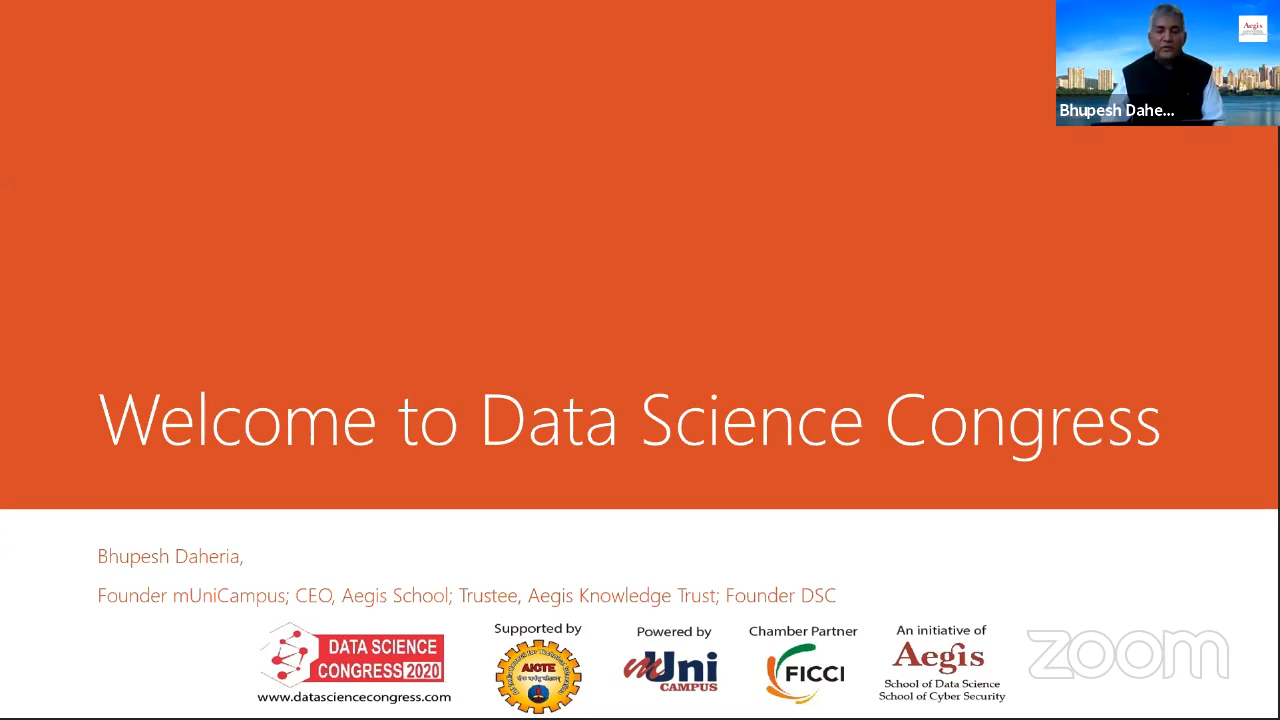 Aegis
Bhupesh Dahe...
Welcome to Data Science Congress
Bhupesh Daheria,
Founder mUniCampus; CEO, Aegis School; Trustee, Aegis Knowledge Trust; Founder DSC
DATA SCIENCE
CONGRESS 2020
www.datasciencecongress.com
Supported by
AICTE
Powered by
mUni
CAMPUS
Chamber Partner
FICCI
An initiative of
Aegis
School of Data Science
School of Cyber Security
zoom